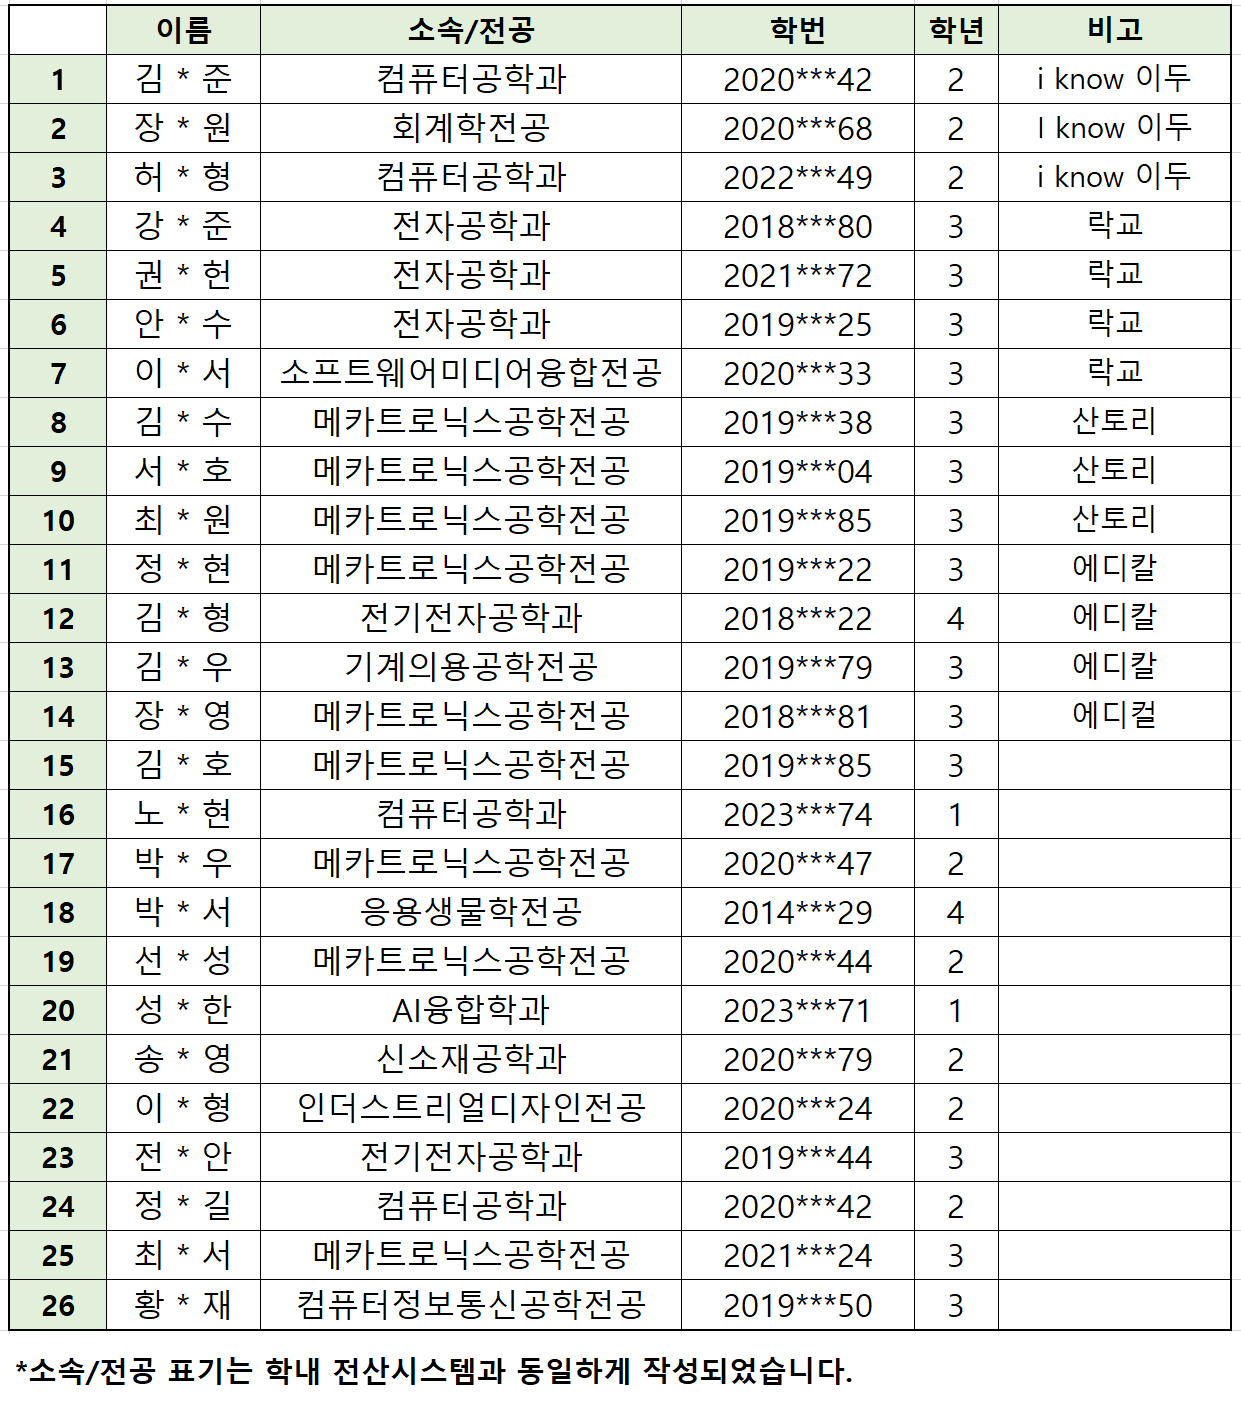 이름 소속/전공 학번 학년 비고
1 김 * 준 컴퓨터공학과 2020***42 2 i know 이두
2 장 * 원 회계학전공 2020***68 2 I know 이두
3 허 * 형 컴퓨터공학과 2022***49 2 i know 이두
4 강 * 준 전자공학과 2018***80 3 락교
5 권 * 헌 전자공학과 2021***72 3 락교
6 안 * 수 전자공학과 2019***25 3 락교
7 이 * 서 소프트웨어미디어융합전공 2020***33 3 락교
8 김 * 수 메카트로닉스공학전공 2019***38 3 산토리
9 서 * 호 메카트로닉스공학전공 2019***04 3 산토리
10 최 * 원 메카트로닉스공학전공 2019***85 3 산토리
11 정 * 현 메카트로닉스공학전공 2019***22 3 에디칼
12 김 * 형 전기전자공학과 2018***22 4 에디칼
13 김 * 우 기계의용공학전공 2019***79 3 에디칼
14 장 * 영 메카트로닉스공학전공 2018***81 3 에디컬
15 김 * 호 메카트로닉스공학전공 2019***85 3
16 노 * 현 컴퓨터공학과 2023***74 1
17 박 * 우 메카트로닉스공학전공 2020***47 2
18 박 * 서 응용생물학전공 2014***29 4
19 선 * 성 메카트로닉스공학전공 2020***44 2
20 성 * 한 AI융합학과 2023***71 1
21 송 * 영 신소재공학과 2020***79 2
22 이 * 형 인더스트리얼디자인전공 2020***24 2
23 전 * 안 전기전자공학과 2019***44 3
24 정 * 길 컴퓨터공학과 2020***42 2
25 최 * 서 메카트로닉스공학전공 2021***24 3
26 황 * 재 컴퓨터정보통신공학전공 2019***50 3
*소속/전공 표기는 학내 전산시스템과 동일하게 작성되었습니다.